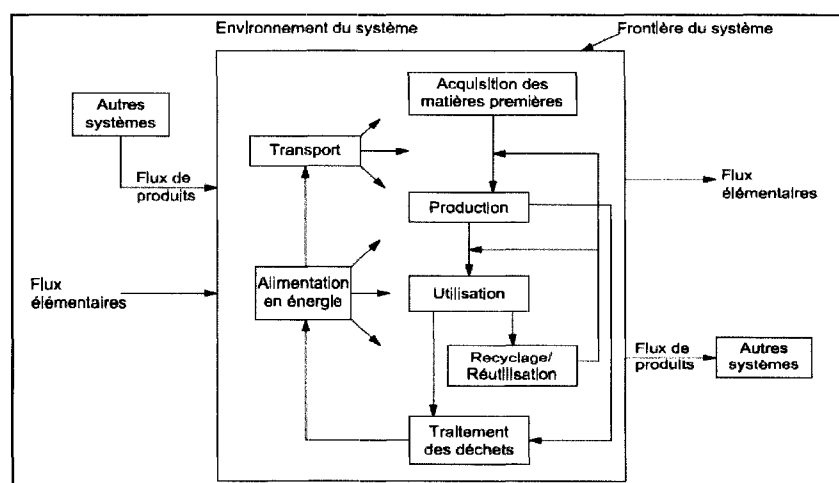 Environnement du système
Frontière du système
Autres
systèmes
Flux de
produits
Flux
élémentaires
Acquisition des
matières premières
Transport
Production
Alimentation
en énergie
Utilisation
Recyclage/
Réutilisation
Traitement
des déchets
Flux
élémentaires
Flux de
produits
Autres
systèmes